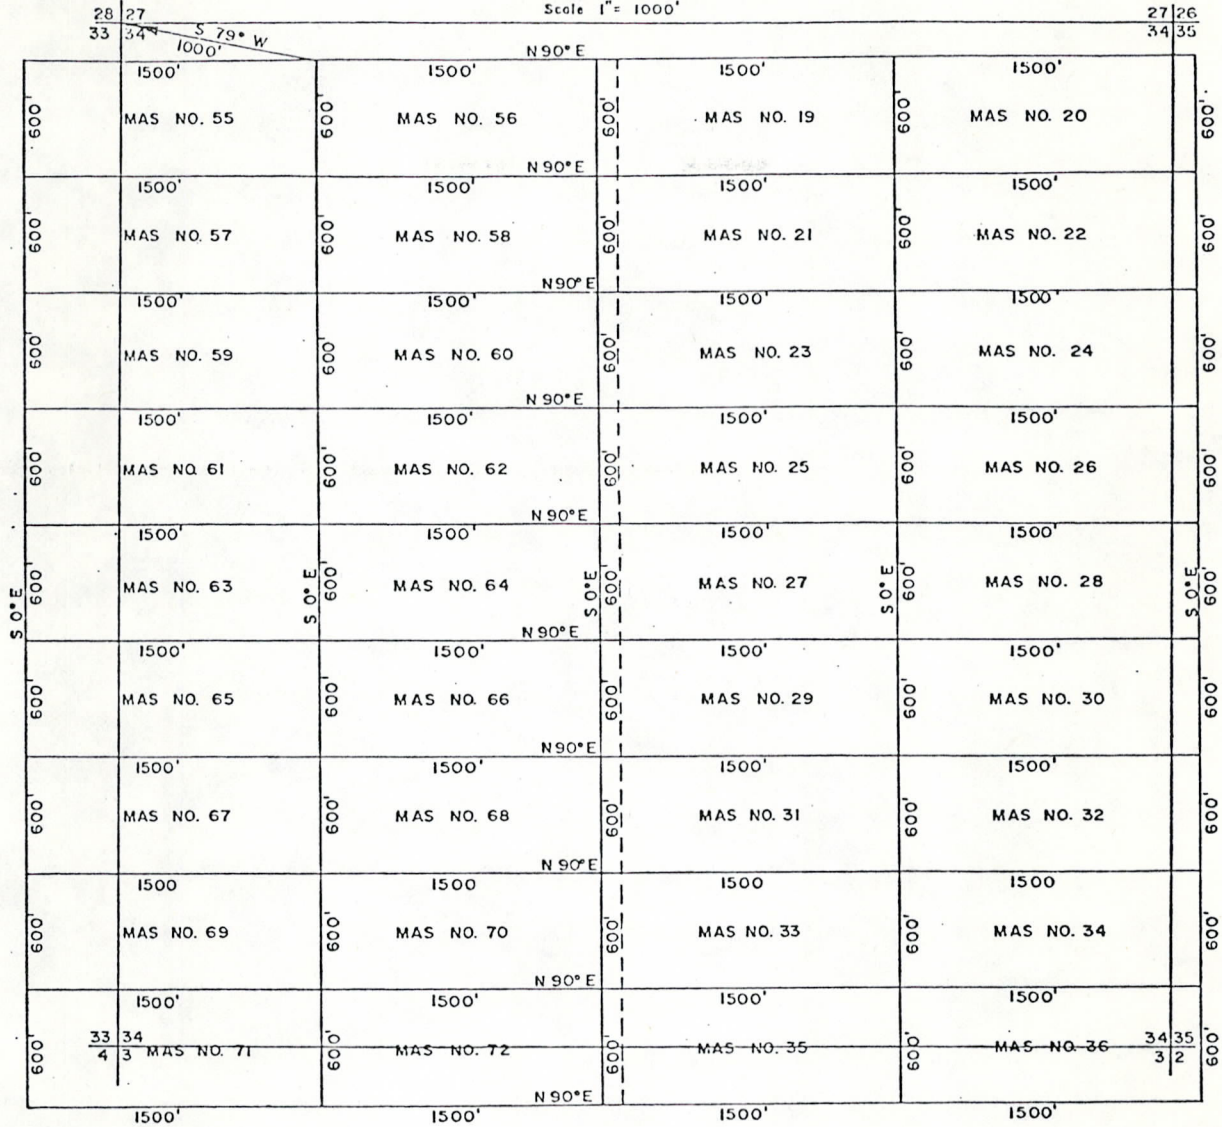 Scale 1"= 1000'
28 27 27 26
33 34 S 79° W 34 35
1000' N 90° E
1500' 1500' 1500' 1500'
600' MAS NO. 55 600' MAS NO. 56 600' MAS NO. 19 600' MAS NO. 20 600'
N 90° E
1500' 1500' 1500' 1500'
600' MAS NO. 57 600' MAS NO. 58 600' MAS NO. 21 600' MAS NO. 22 600'
N 90° E
1500' 1500' 1500' 1500'
600' MAS NO. 59 600' MAS NO. 60 600' MAS NO. 23 600' MAS NO. 24 600'
N 90° E
1500' 1500' 1500' 1500'
600' MAS NO. 61 600' MAS NO. 62 600' MAS NO. 25 600' MAS NO. 26 600'
N 90° E
1500' 1500' 1500' 1500'
S 0° E 600' MAS NO. 63 S 0° E 600' MAS NO. 64 S 0° E 600' MAS NO. 27 S 0° E 600' MAS NO. 28 S 0° E 600'
N 90° E
1500' 1500' 1500' 1500'
600' MAS NO. 65 600' MAS NO. 66 600' MAS NO. 29 600' MAS NO. 30 600'
N 90° E
1500' 1500' 1500' 1500'
600' MAS NO. 67 600' MAS NO. 68 600' MAS NO. 31 600' MAS NO. 32 600'
N 90° E
1500 1500 1500 1500
600' MAS NO. 69 600' MAS NO. 70 600' MAS NO. 33 600' MAS NO. 34 600'
N 90° E
1500' 1500' 1500' 1500'
33 34 34 35
600' 4 3 MAS NO. 71 600' MAS NO. 72 600' MAS NO. 35 600' MAS NO. 36 3 2 600'
N 90° E
1500' 1500' 1500' 1500'